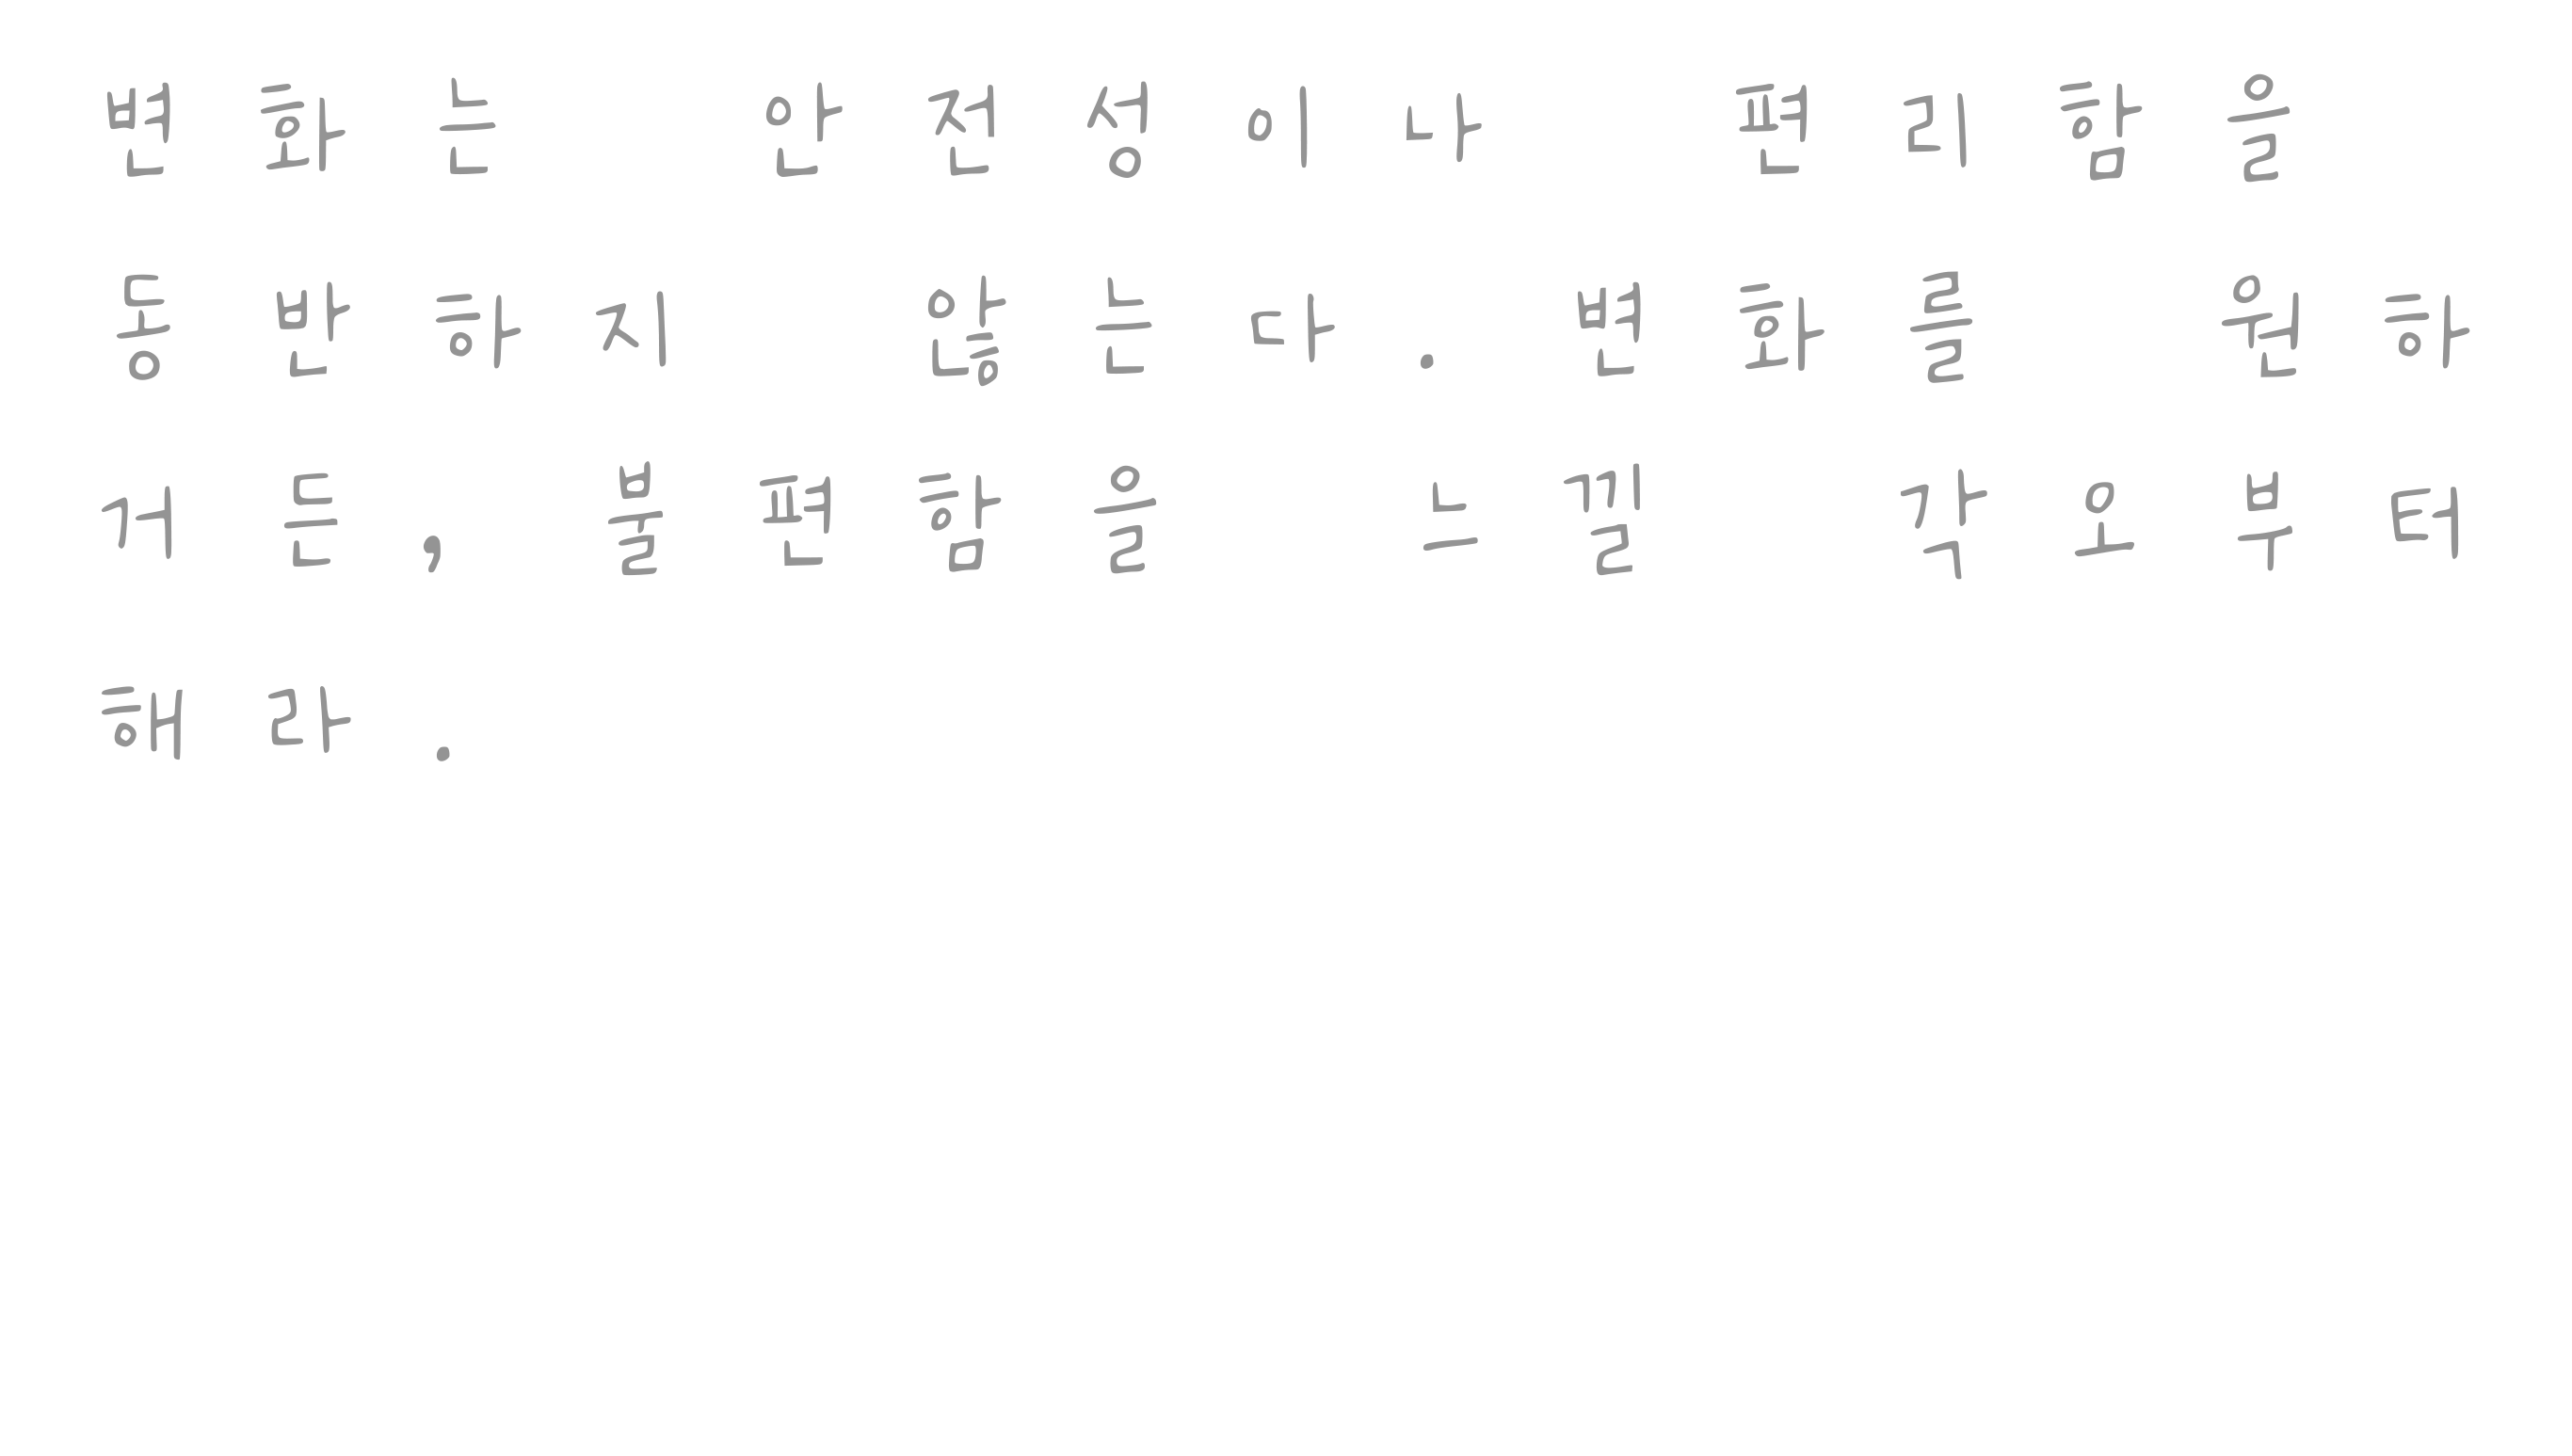 변화는 안전성이나 편리함을
동반하지 않는다.변화를 원하
거든,불편함을 느낄 각오부터
해라.